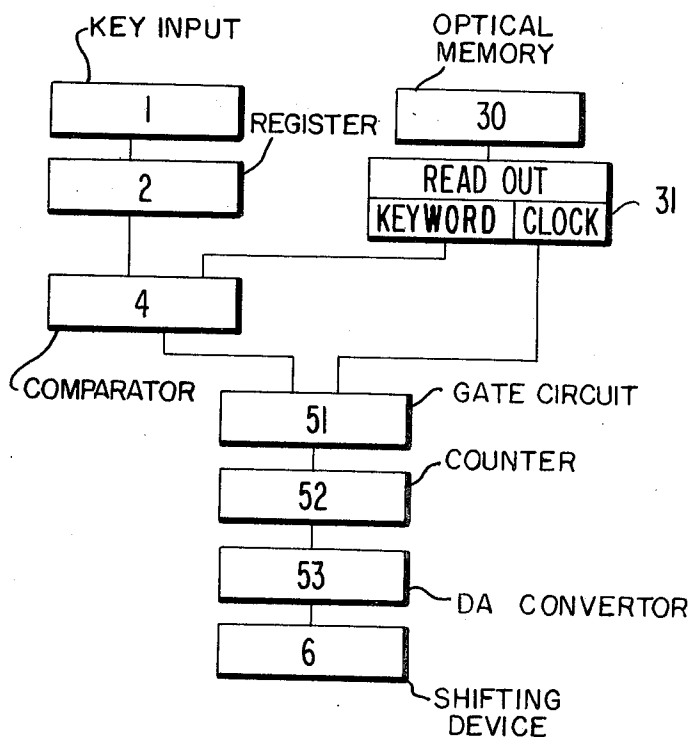 KEY INPUT
1
REGISTER
2
OPTICAL
MEMORY
30
READ OUT
KEYWORD CLOCK
31
4
COMPARATOR
GATE CIRCUIT
51
COUNTER
52
53
DA CONVERTOR
6
SHIFTING
DEVICE